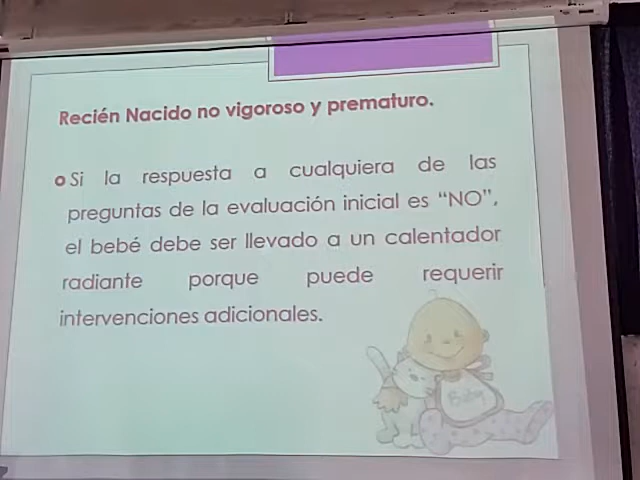 Recién Nacido no vigoroso y prematuro.
Si la respuesta a cualquiera de las
preguntas de la evaluación inicial es “NO”,
el bebé debe ser llevado a un calentador
radiante porque puede requerir
intervenciones adicionales.
Baby